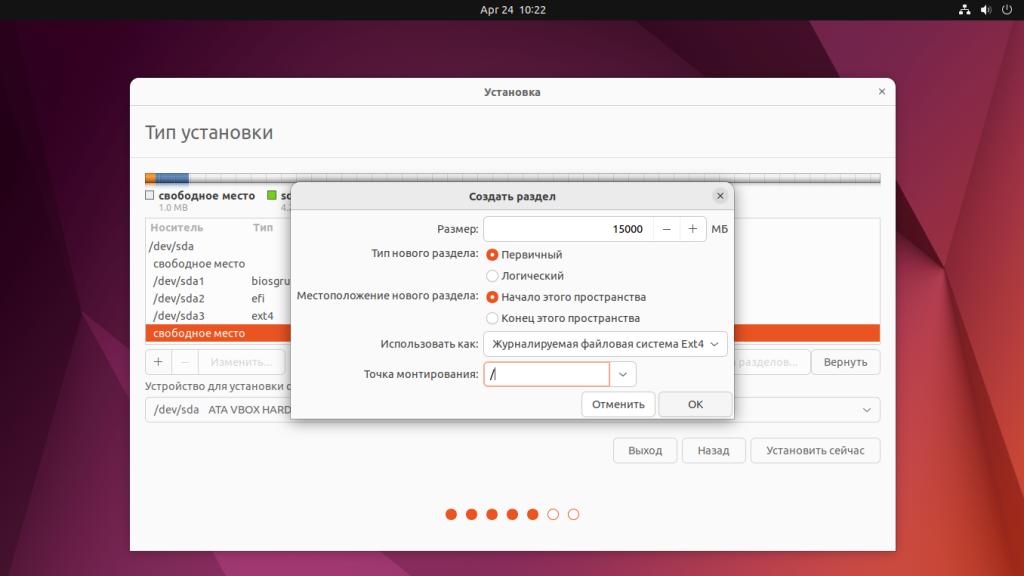 Apr 24 10:22
Установка
Тип установки
свободное место
1.0 MB
Носитель Тип
/dev/sda
свободное место
/dev/sda1 biosgru
/dev/sda2 efi
/dev/sda3 ext4
свободное место
+ − Изменить...
разделов... Вернуть
Устройство для установки
/dev/sda ATA VBOX HARD
Выход Назад Установить сейчас
Создать раздел
Размер: 15000 − + МБ
Тип нового раздела: Первичный
Логический
Местоположение нового раздела: Начало этого пространства
Конец этого пространства
Использовать как: Журналируемая файловая система Ext4
Точка монтирования: /
Отменить OK